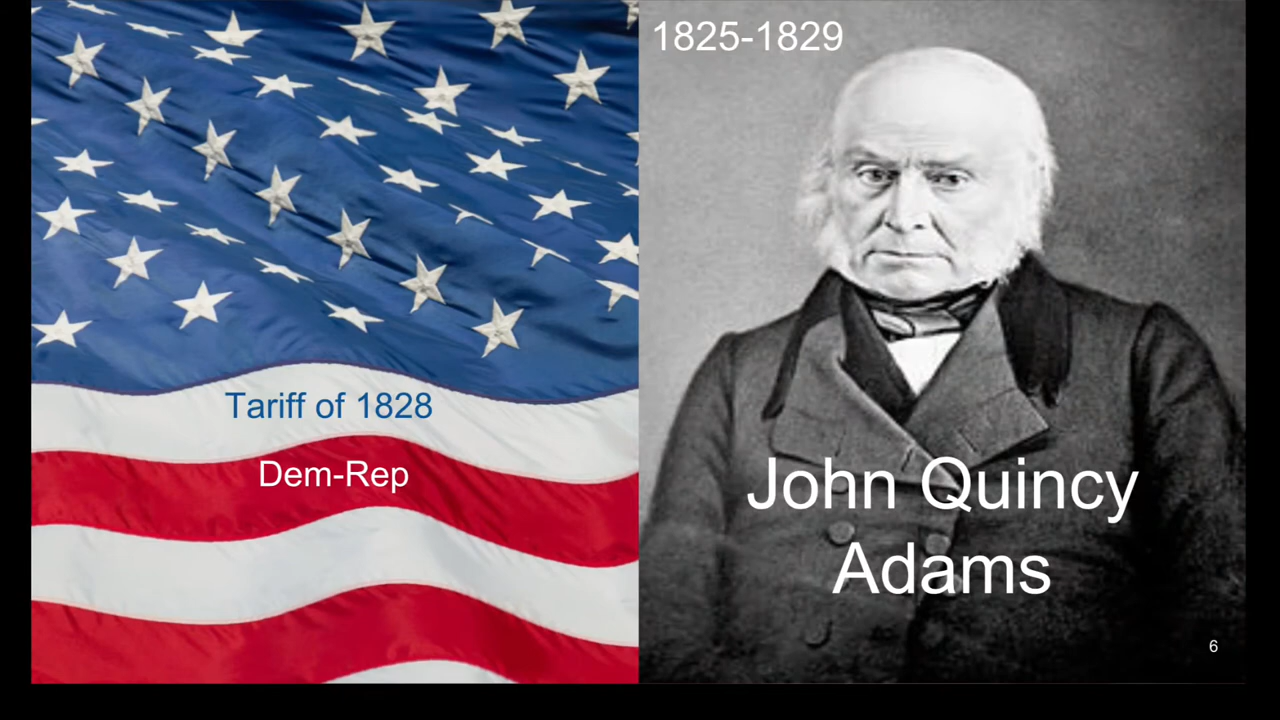 Tariff of 1828
Dem-Rep
1825-1829
John Quincy
Adams
6